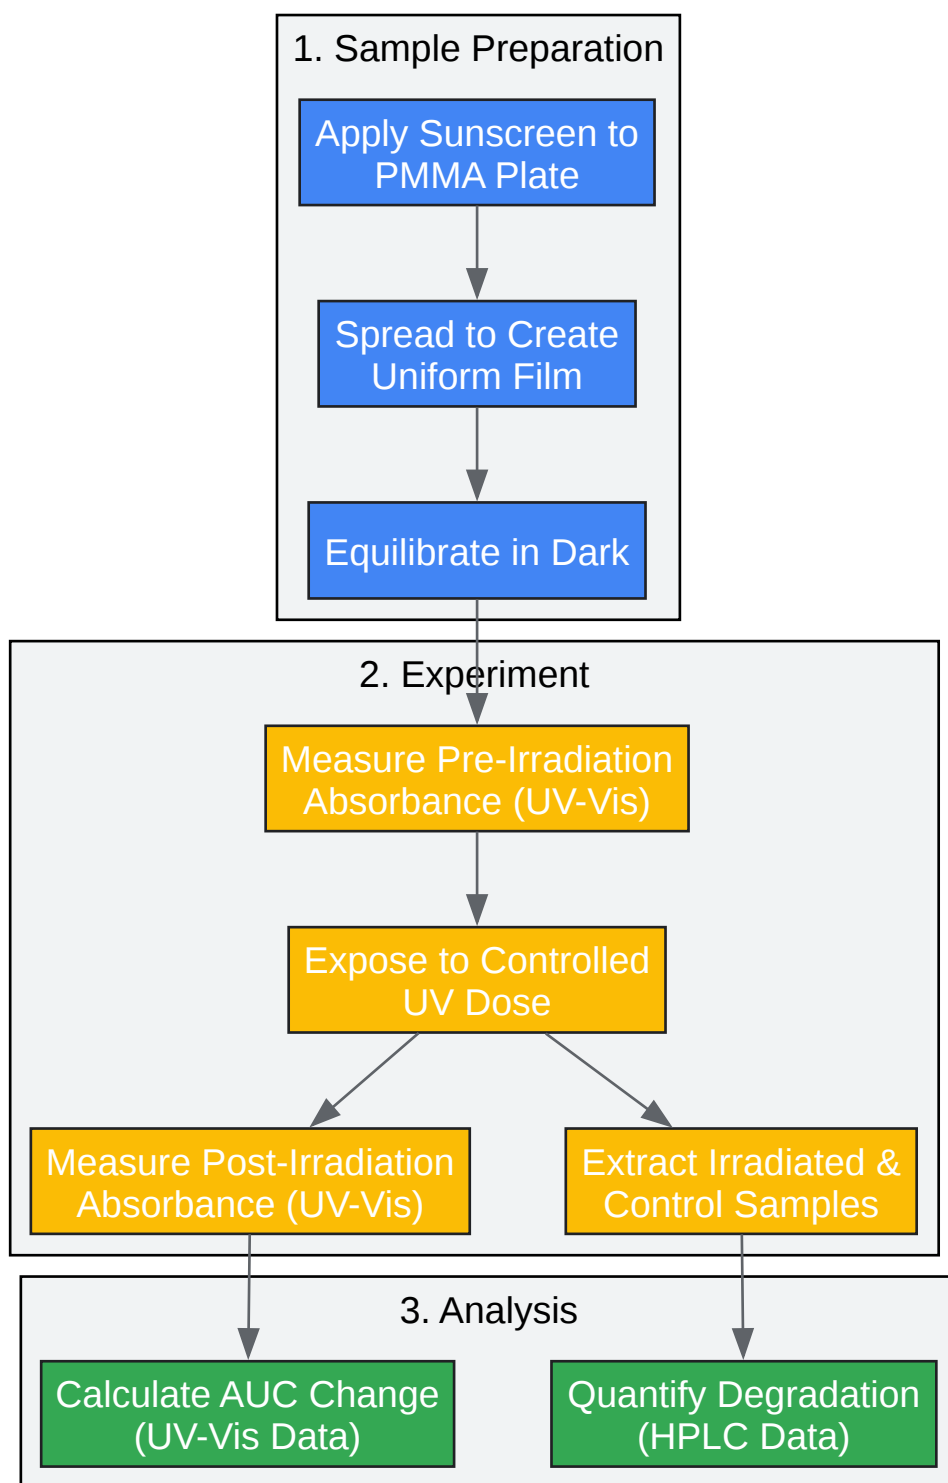 1. Sample Preparation
Apply Sunscreen to
PMMA Plate
Spread to Create
Uniform Film
Equilibrate in Dark
2. Experiment
Measure Pre-Irradiation
Absorbance (UV-Vis)
Expose to Controlled
UV Dose
Measure Post-Irradiation
Absorbance (UV-Vis)
Extract Irradiated &
Control Samples
3. Analysis
Calculate AUC Change
(UV-Vis Data)
Quantify Degradation
(HPLC Data)